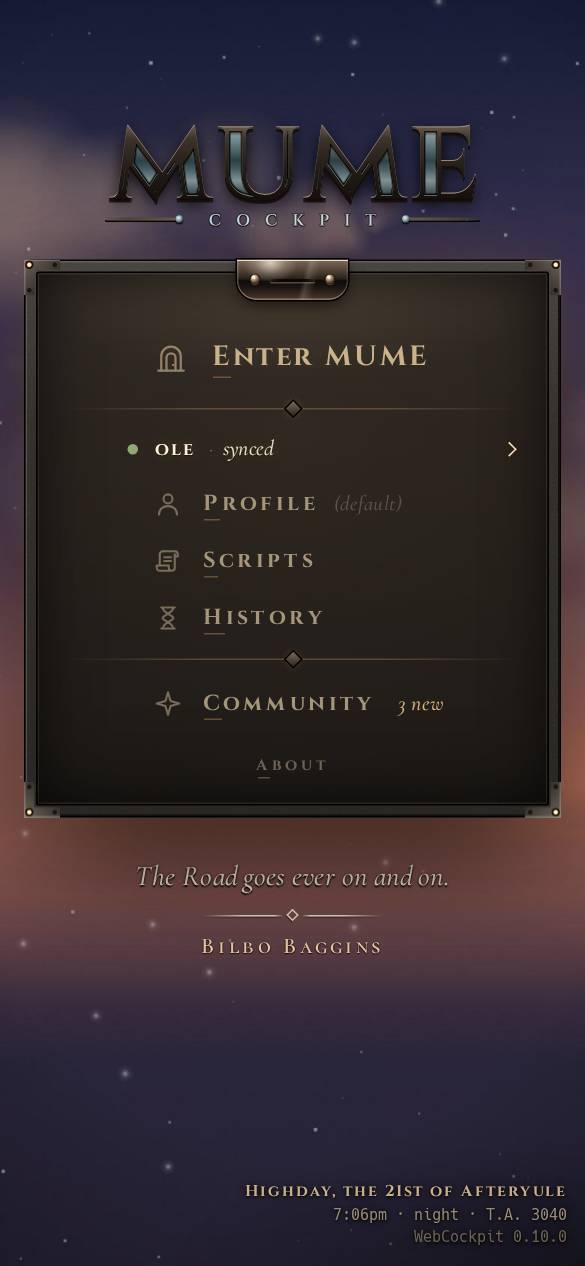 MUME
COCKPIT
Enter MUME
OLE · synced
Profile (default)
Scripts
History
Community 3 new
About
The Road goes ever on and on.
Bilbo Baggins
Highday, the 21st of Afteryule
7:06pm · night · T.A. 3040
WebCockpit 0.10.0